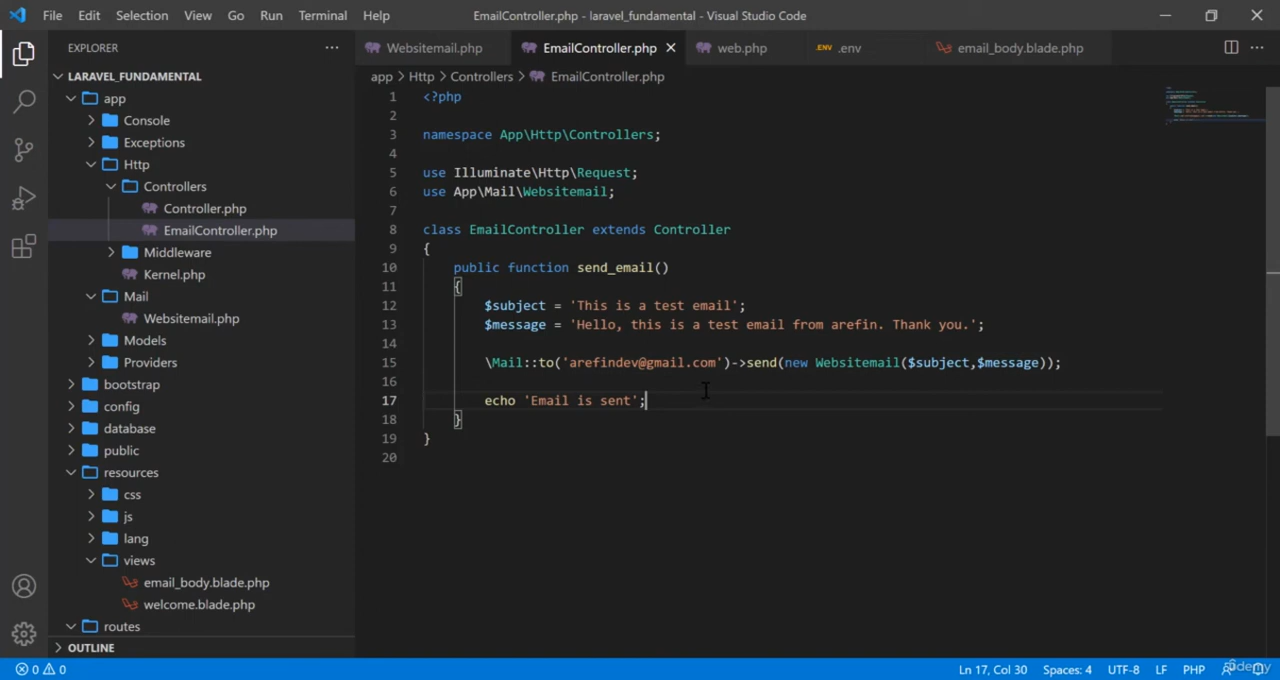 File Edit Selection View Go Run Terminal Help EmailController.php - laravel_fundamental - Visual Studio Code
EXPLORER
LARAVEL_FUNDAMENTAL
app
Console
Exceptions
Http
Controllers
Controller.php
EmailController.php
Middleware
Kernel.php
Mail
Websitemail.php
Models
Providers
bootstrap
config
database
public
resources
css
js
lang
views
email_body.blade.php
welcome.blade.php
routes
OUTLINE
Websitemail.php EmailController.php web.php .ENV .env email_body.blade.php
app > Http > Controllers > EmailController.php
1 <?php
2
3 namespace App\Http\Controllers;
4
5 use Illuminate\Http\Request;
6 use App\Mail\Websitemail;
7
8 class EmailController extends Controller
9 {
10 public function send_email()
11 {
12 $subject = 'This is a test email';
13 $message = 'Hello, this is a test email from arefin. Thank you.';
14
15 \Mail::to('arefindev@gmail.com')->send(new Websitemail($subject,$message));
16
17 echo 'Email is sent';
18 }
19 }
20
0 0 Ln 17, Col 30 Spaces: 4 UTF-8 LF PHP
ûdemy